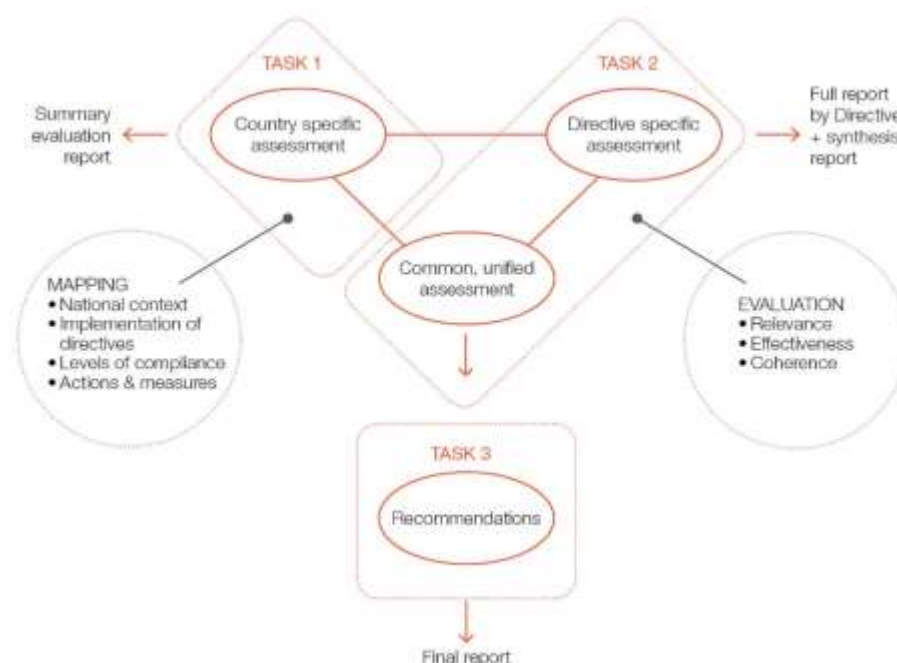 TASK 1
TASK 2
Summary
evaluation
report
Country specific
assessment
Directive specific
assessment
Full report
by Directive
+ synthesis
report
Common, unified
assessment
MAPPING
• National context
• Implementation of
directives
• Levels of compliance
• Actions & measures
EVALUATION
• Relevance
• Effectiveness
• Coherence
TASK 3
Recommendations
Final report